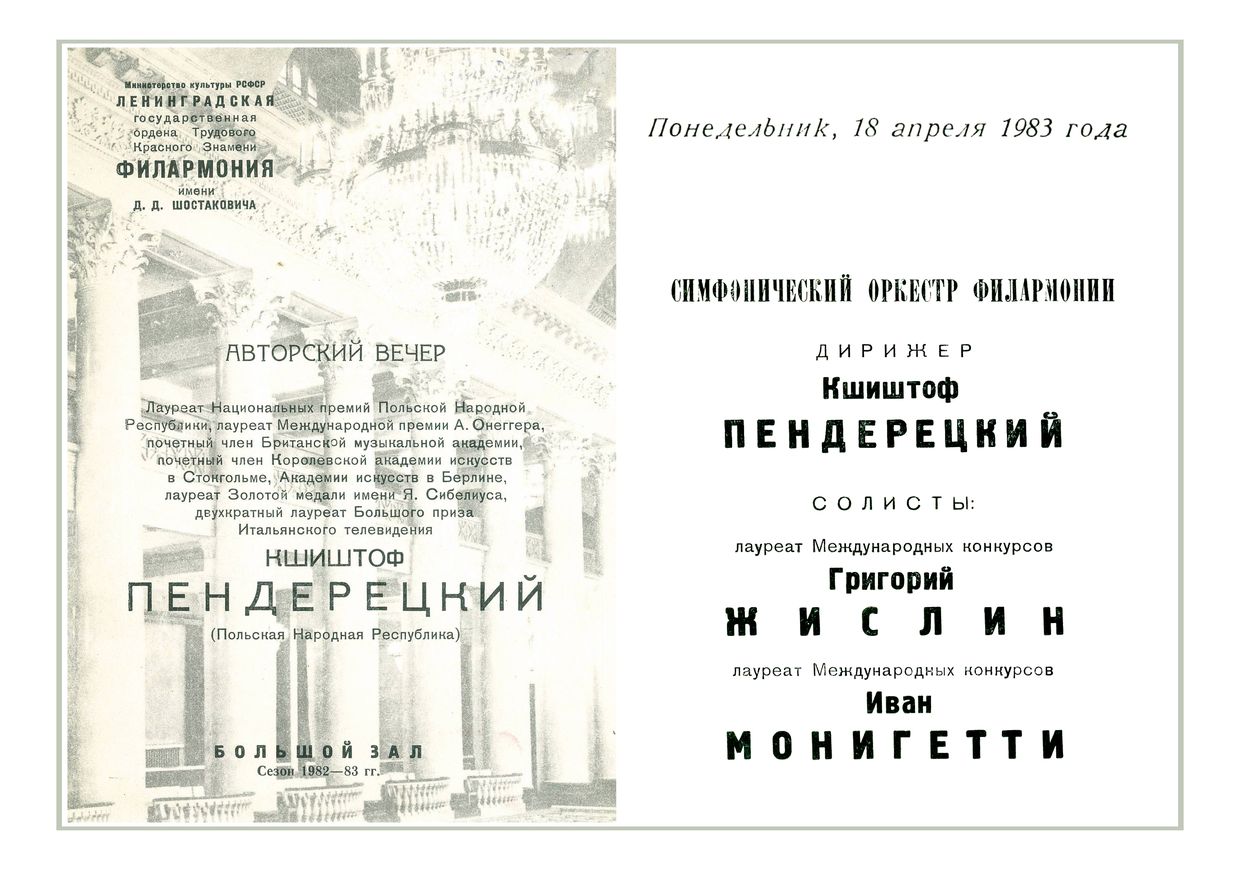 Министерство культуры РСФСР
ЛЕНИНГРАДСКАЯ
государственная
ордена Трудового
Красного Знамени
ФИЛАРМОНИЯ
имени
Д. Д. ШОСТАКОВИЧА
АВТОРСКИЙ ВЕЧЕР
Лауреат Национальных премий Польской Народной
Республики, лауреат Международной премии А. Онеггера,
почетный член Британской музыкальной академии,
почетный член Королевской академии искусств
в Стокгольме, Академии искусств в Берлине,
лауреат Золотой медали имени Я. Сибелиуса,
двухкратный лауреат Большого приза
Итальянского телевидения
КШИШТОФ
ПЕНДЕРЕЦКИЙ
(Польская Народная Республика)
БОЛЬШОЙ ЗАЛ
Сезон 1982—83 гг.
Понедельник, 18 апреля 1983 года
СИМФОНИЧЕСКИЙ ОРКЕСТР ФИЛАРМОНИИ
ДИРИЖЕР
Кшиштоф
ПЕНДЕРЕЦКИЙ
СОЛИСТЫ:
лауреат Международных конкурсов
Григорий
ЖИСЛИН
лауреат Международных конкурсов
Иван
МОНИГЕТТИ